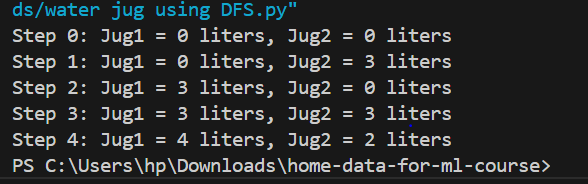 ds/water jug using DFS.py"
Step 0: Jug1 = 0 liters, Jug2 = 0 liters
Step 1: Jug1 = 0 liters, Jug2 = 3 liters
Step 2: Jug1 = 3 liters, Jug2 = 0 liters
Step 3: Jug1 = 3 liters, Jug2 = 3 liters
Step 4: Jug1 = 4 liters, Jug2 = 2 liters
PS C:\Users\hp\Downloads\home-data-for-ml-course>